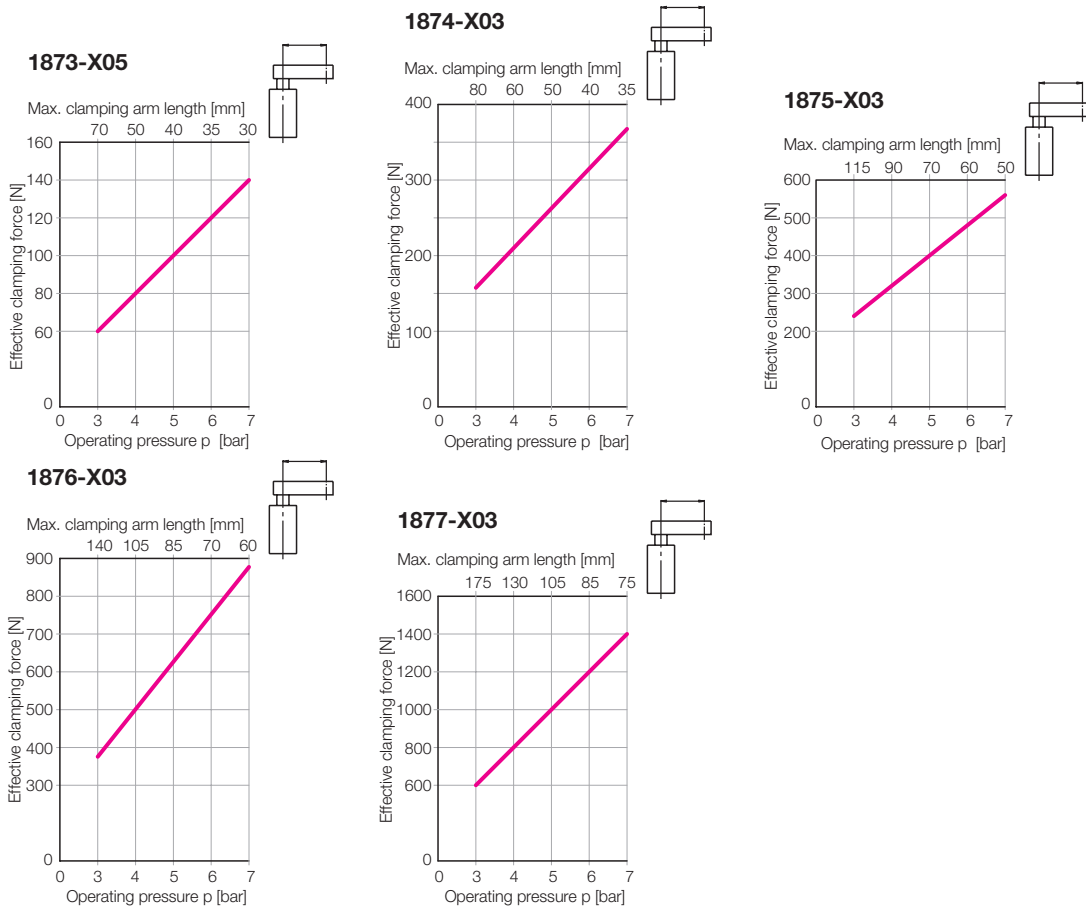 1873-X05
Max. clamping arm length [mm]
70 50 40 35 30
Effective clamping force [N]
160
140
120
100
80
60
0
0 3 4 5 6 7
Operating pressure p [bar]
1874-X03
Max. clamping arm length [mm]
80 60 50 40 35
Effective clamping force [N]
400
300
200
100
0
0 3 4 5 6 7
Operating pressure p [bar]
1875-X03
Max. clamping arm length [mm]
115 90 70 60 50
Effective clamping force [N]
600
500
400
300
200
0
0 3 4 5 6 7
Operating pressure p [bar]
1876-X03
Max. clamping arm length [mm]
140 105 85 70 60
Effective clamping force [N]
900
800
700
600
500
400
300
0
0 3 4 5 6 7
Operating pressure p [bar]
1877-X03
Max. clamping arm length [mm]
175 130 105 85 75
Effective clamping force [N]
1600
1400
1200
1000
800
600
0
0 3 4 5 6 7
Operating pressure p [bar]